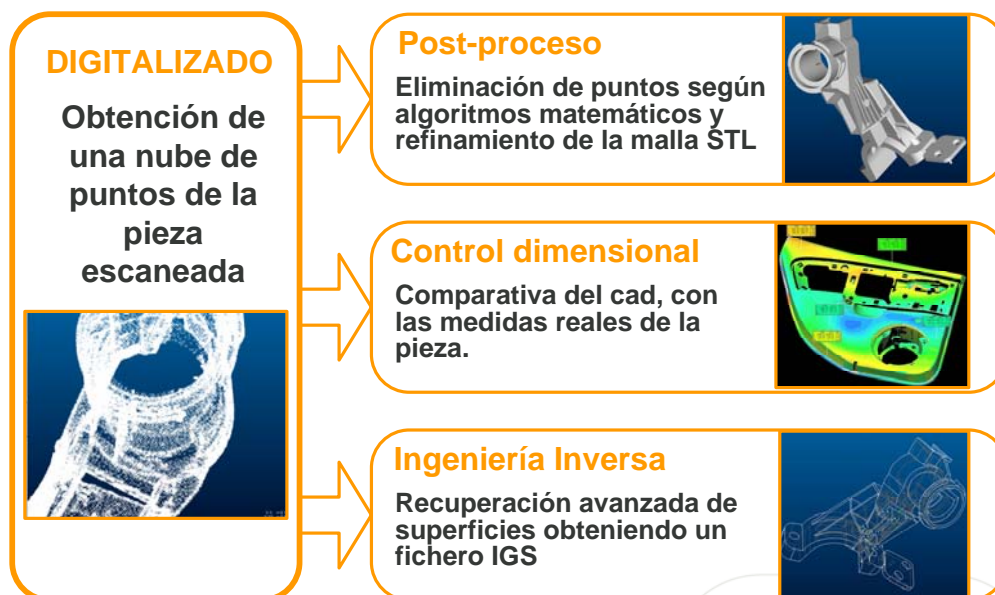 DIGITALIZADO
Obtención de
una nube de
puntos de la
pieza
escaneada
Post-proceso
Eliminación de puntos según
algoritmos matemáticos y
refinamiento de la malla STL
Control dimensional
Comparativa del cad, con
las medidas reales de la
pieza.
Ingeniería Inversa
Recuperación avanzada de
superficies obteniendo un
fichero IGS